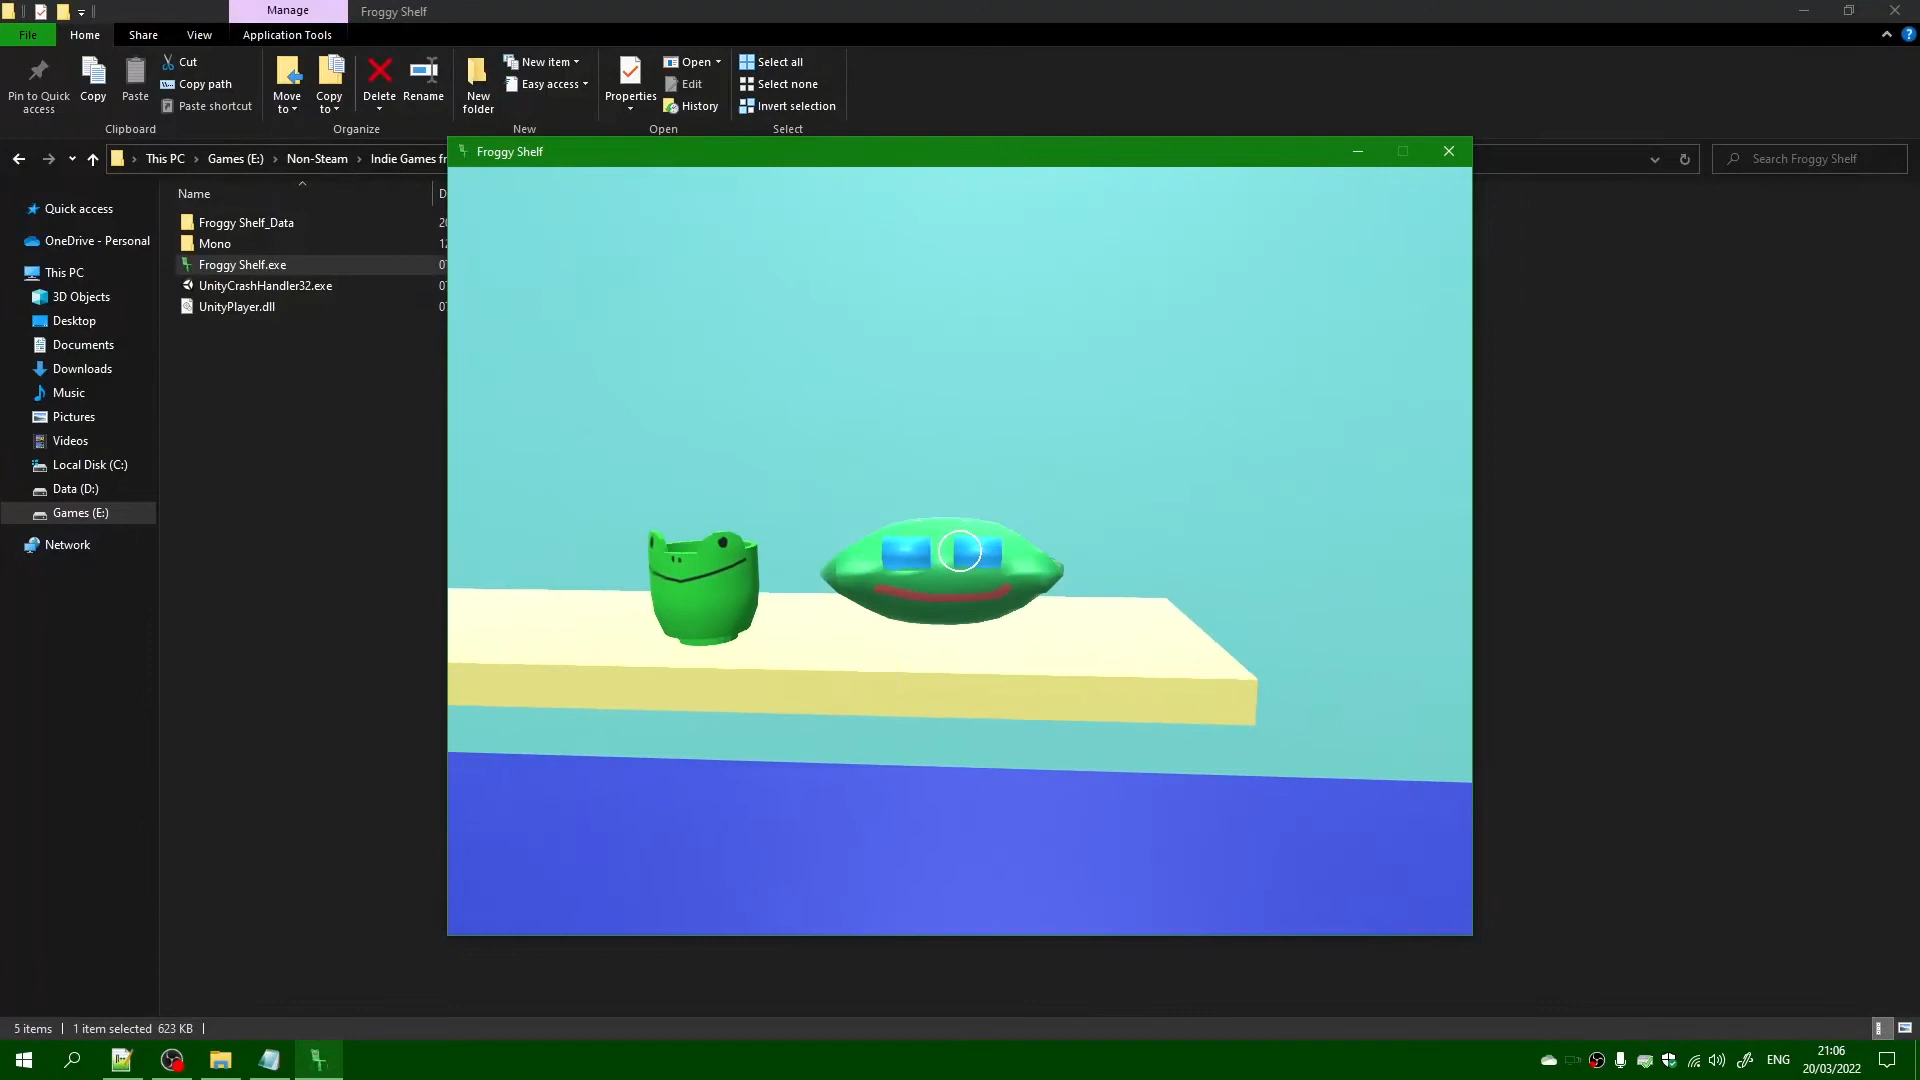 Manage
Froggy Shelf
File
Home
Share
View
Application Tools
Pin to Quick access
Copy
Paste
Cut
Copy path
Paste shortcut
Clipboard
Move to
Copy to
Delete
Rename
Organize
New folder
New item
Easy access
New
Properties
Open
Edit
History
Open
Select all
Select none
Invert selection
Select
This PC
Games (E:)
Non-Steam
Indie Games fr
Search Froggy Shelf
Froggy Shelf
Quick access
OneDrive - Personal
This PC
3D Objects
Desktop
Documents
Downloads
Music
Pictures
Videos
Local Disk (C:)
Data (D:)
Games (E:)
Network
Name
D
Froggy Shelf_Data
20
Mono
12
Froggy Shelf.exe
07
UnityCrashHandler32.exe
07
UnityPlayer.dll
07
5 items
1 item selected 623 KB
ENG
21:06
20/03/2022